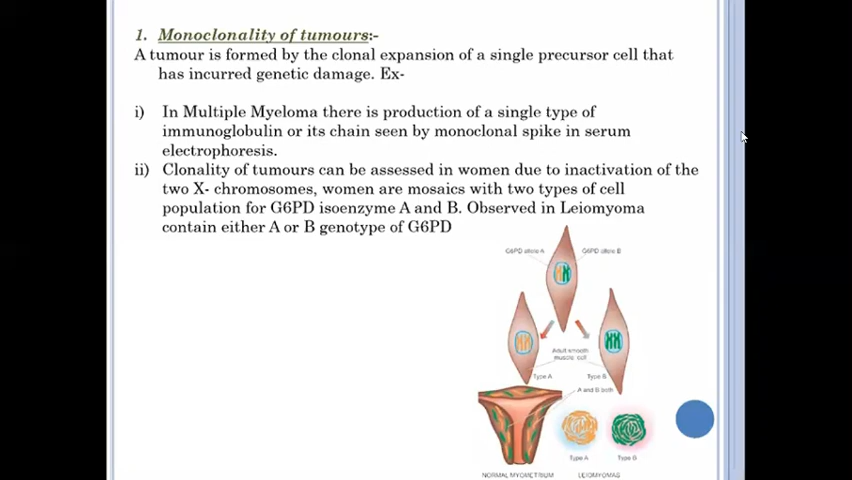 1. Monoclonality of tumours:-
A tumour is formed by the clonal expansion of a single precursor cell that
has incurred genetic damage. Ex-
i) In Multiple Myeloma there is production of a single type of
immunoglobulin or its chain seen by monoclonal spike in serum
electrophoresis.
ii) Clonality of tumours can be assessed in women due to inactivation of the
two X- chromosomes, women are mosaics with two types of cell
population for G6PD isoenzyme A and B. Observed in Leiomyoma
contain either A or B genotype of G6PD
G6PD allele A
G6PD allele B
Adult smooth
muscle cell
Type A
Type B
A and B both
Type A
Type G
NORMAL MYOMETRIUM
LEIOMYOMAS